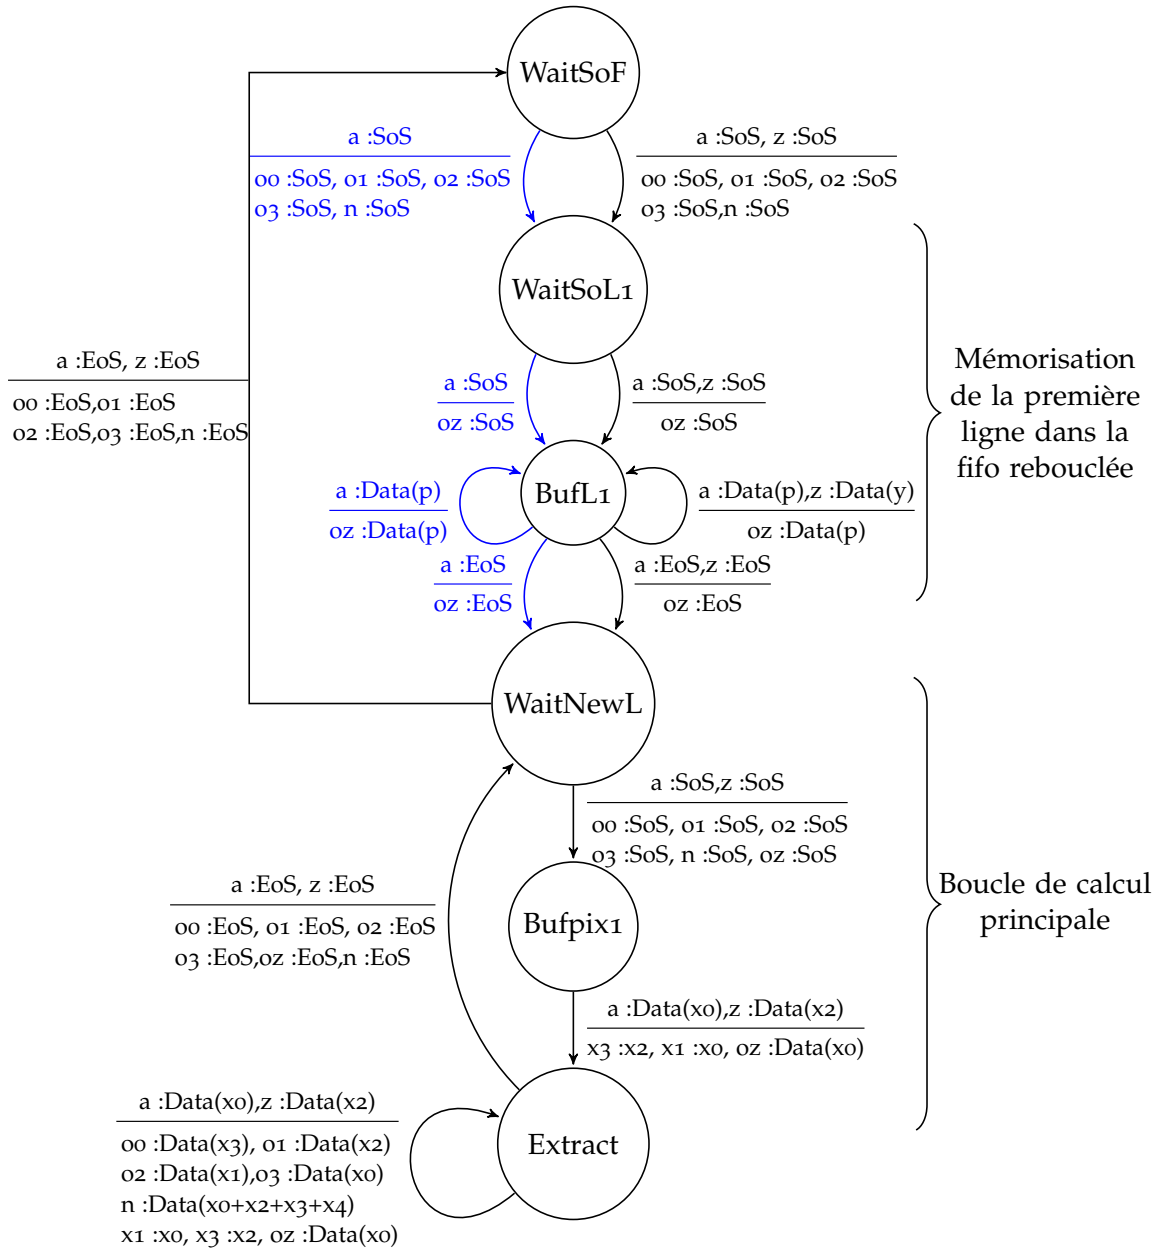 WaitSoF
a :SoS
o0 :SoS, o1 :SoS, o2 :SoS
o3 :SoS, n :SoS
a :SoS, z :SoS
o0 :SoS, o1 :SoS, o2 :SoS
o3 :SoS,n :SoS
WaitSoL1
a :EoS, z :EoS
o0 :EoS,o1 :EoS
o2 :EoS,o3 :EoS,n :EoS
a :SoS
oz :SoS
a :SoS,z :SoS
oz :SoS
Mémorisation
de la première
ligne dans la
fifo rebouclée
a :Data(p)
oz :Data(p)
BufL1
a :Data(p),z :Data(y)
oz :Data(p)
a :EoS
oz :EoS
a :EoS,z :EoS
oz :EoS
WaitNewL
a :SoS,z :SoS
o0 :SoS, o1 :SoS, o2 :SoS
o3 :SoS, n :SoS, oz :SoS
a :EoS, z :EoS
o0 :EoS, o1 :EoS, o2 :EoS
o3 :EoS,oz :EoS,n :EoS
Bufpix1
Boucle de calcul
principale
a :Data(x0),z :Data(x2)
x3 :x2, x1 :x0, oz :Data(x0)
a :Data(x0),z :Data(x2)
o0 :Data(x3), o1 :Data(x2)
o2 :Data(x1),o3 :Data(x0)
n :Data(x0+x2+x3+x4)
x1 :x0, x3 :x2, oz :Data(x0)
Extract